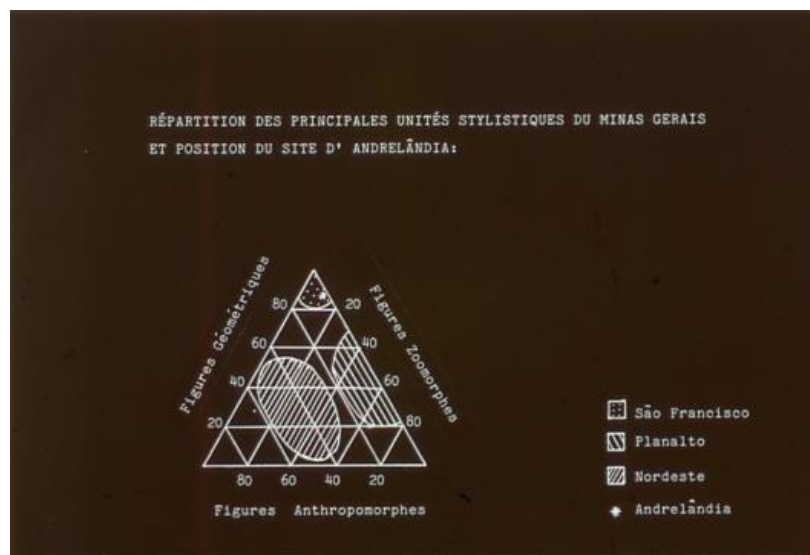 RÉPARTITION DES PRINCIPALES UNITÉS STYLISTIQUES DU MINAS GERAIS
ET POSITION DU SITE D' ANDRELÂNDIA:
Figures Géométriques
Figures Zoomorphes
80 20
60 40
40 60
20 80
80 60 40 20
Figures Anthropomorphes
São Francisco
Planalto
Nordeste
Andrelândia